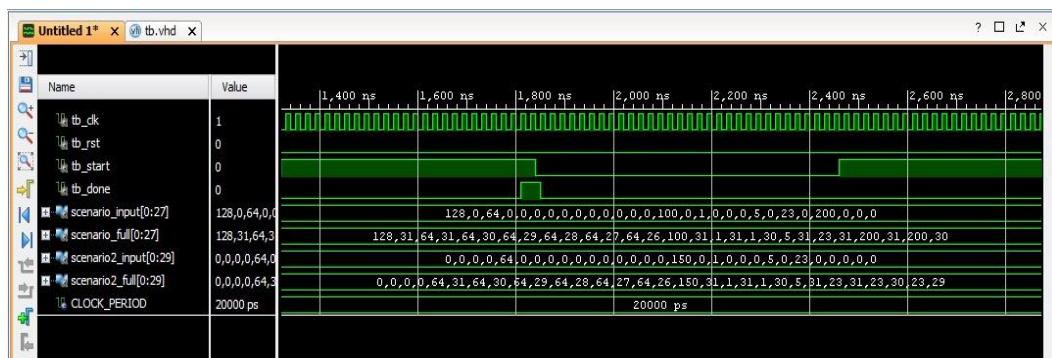 Untitled 1* X tb.vhd X
Name Value
1,400 ns 1,600 ns 1,800 ns 2,000 ns 2,200 ns 2,400 ns 2,600 ns 2,800
tb_clk 1
tb_rst 0
tb_start 0
tb_done 0
scenario_input[0:27] 128,0,64,0,0 128,0,64,0,0,0,0,0,0,0,0,0,0,0,100,0,1,0,0,0,5,0,23,0,200,0,0,0
scenario_full[0:27] 128,31,64,3 128,31,64,31,64,30,64,29,64,28,64,27,64,26,100,31,1,31,1,30,5,31,23,31,200,31,200,30
scenario2_input[0:29] 0,0,0,0,64,0 0,0,0,0,64,0,0,0,0,0,0,0,0,0,0,0,150,0,1,0,0,0,5,0,23,0,0,0,0,0
scenario2_full[0:29] 0,0,0,0,64,3 0,0,0,0,64,31,64,30,64,29,64,28,64,27,64,26,150,31,1,31,1,30,5,31,23,31,23,30,23,29
CLOCK_PERIOD 20000 ps 20000 ps